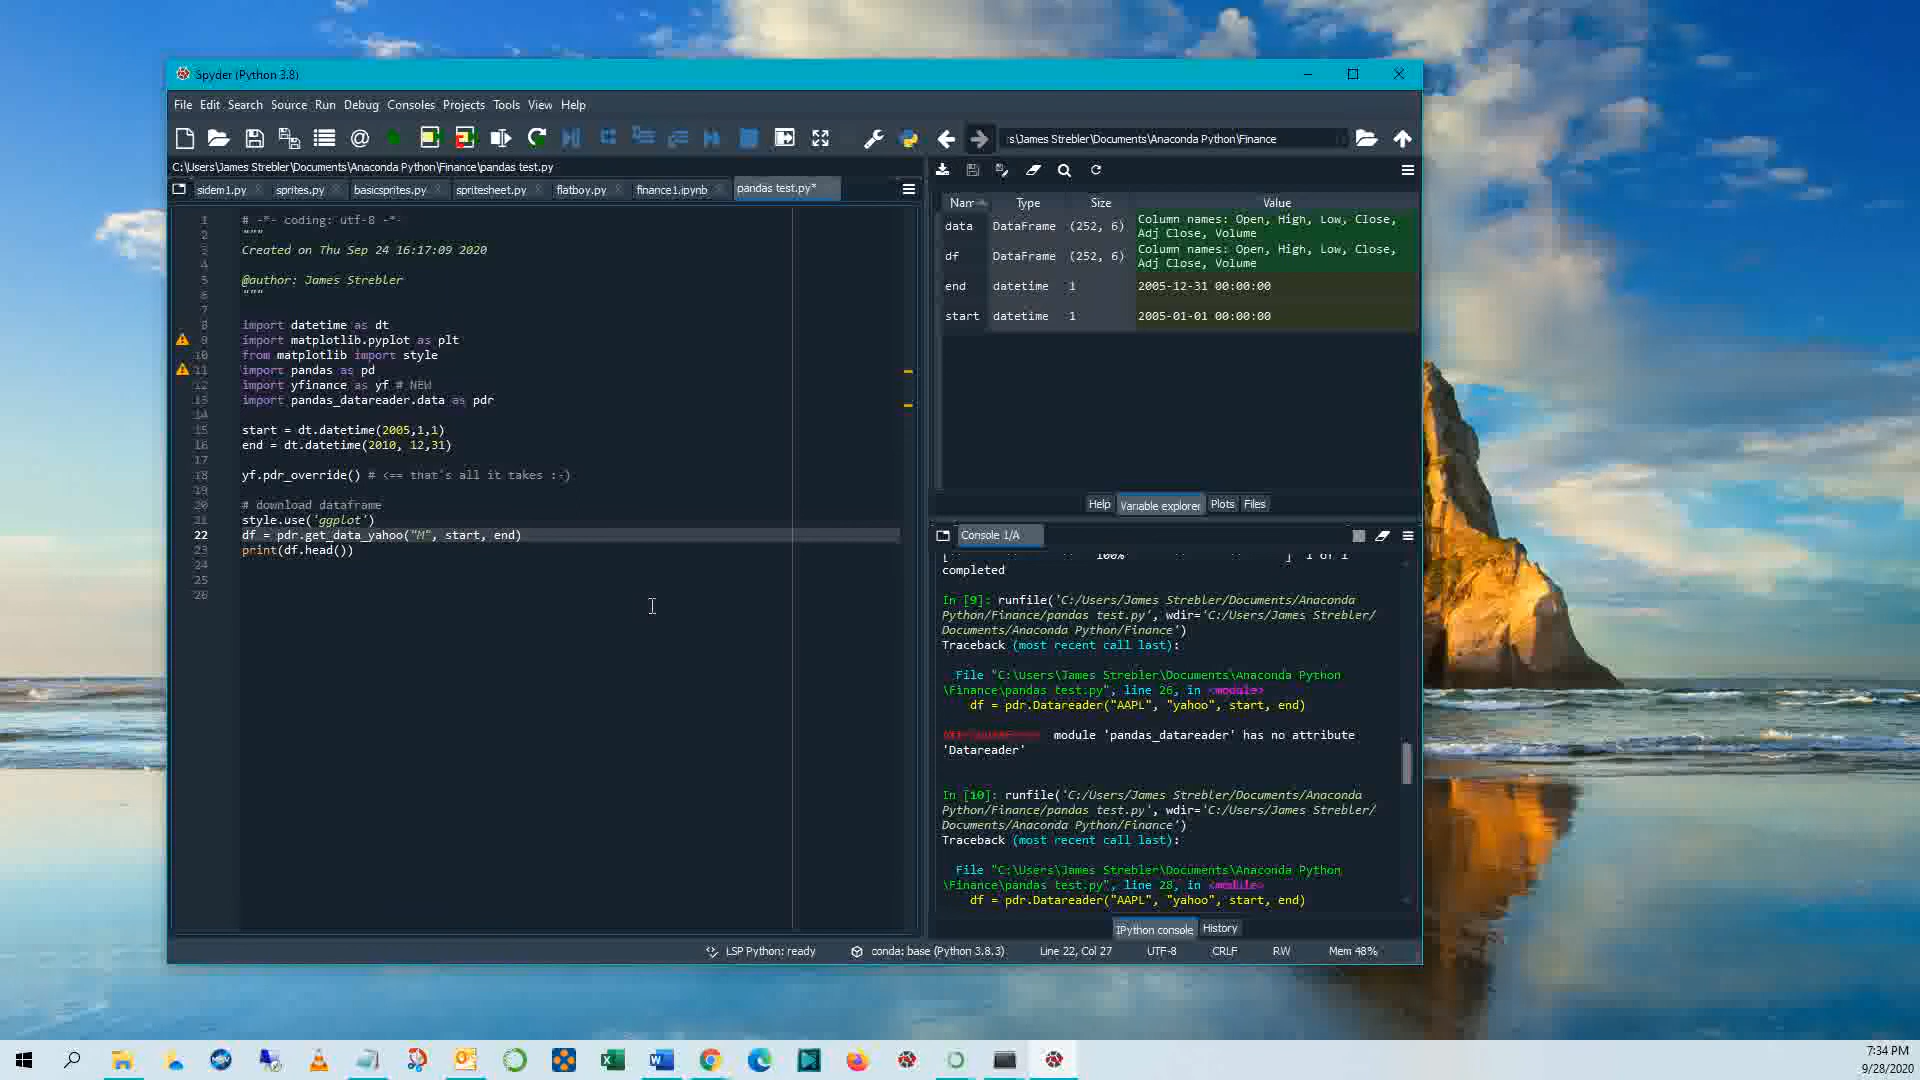 Spyder (Python 3.8)
File Edit Search Source Run Debug Consoles Projects Tools View Help
s\James Strebler\Documents\Anaconda Python\Finance
C:\Users\James Strebler\Documents\Anaconda Python\Finance\pandas test.py
sidem1.py sprites.py basicsprites.py spritesheet.py flatboy.py finance1.ipynb pandas test.py*
1 # -*- coding: utf-8 -*-
2 """
3 Created on Thu Sep 24 16:17:09 2020
4
5 @author: James Strebler
6 """
7
8 import datetime as dt
9 import matplotlib.pyplot as plt
10 from matplotlib import style
11 import pandas as pd
12 import yfinance as yf # NEW
13 import pandas_datareader.data as pdr
14
15 start = dt.datetime(2005,1,1)
16 end = dt.datetime(2010, 12,31)
17
18 yf.pdr_override() # <== that's all it takes :-)
19
20 # download dataframe
21 style.use('ggplot')
22 df = pdr.get_data_yahoo("M", start, end)
23 print(df.head())
24
25
26
Nam Type Size Value
data DataFrame (252, 6) Column names: Open, High, Low, Close,
Adj Close, Volume
df DataFrame (252, 6) Column names: Open, High, Low, Close,
Adj Close, Volume
end datetime 1 2005-12-31 00:00:00
start datetime 1 2005-01-01 00:00:00
Help Variable explorer Plots Files
Console 1/A
[ 100% ] 1 of 1
completed
In [9]: runfile('C:/Users/James Strebler/Documents/Anaconda
Python/Finance/pandas test.py', wdir='C:/Users/James Strebler/
Documents/Anaconda Python/Finance')
Traceback (most recent call last):
File "C:\Users\James Strebler\Documents\Anaconda Python
\Finance\pandas test.py", line 26, in <module>
df = pdr.Datareader("AAPL", "yahoo", start, end)
module 'pandas_datareader' has no attribute
'Datareader'
In [10]: runfile('C:/Users/James Strebler/Documents/Anaconda
Python/Finance/pandas test.py', wdir='C:/Users/James Strebler/
Documents/Anaconda Python/Finance')
Traceback (most recent call last):
File "C:\Users\James Strebler\Documents\Anaconda Python
\Finance\pandas test.py", line 28, in <module>
df = pdr.Datareader("AAPL", "yahoo", start, end)
IPython console History
LSP Python: ready conda: base (Python 3.8.3) Line 22, Col 27 UTF-8 CRLF RW Mem 48%
7:34 PM
9/28/2020